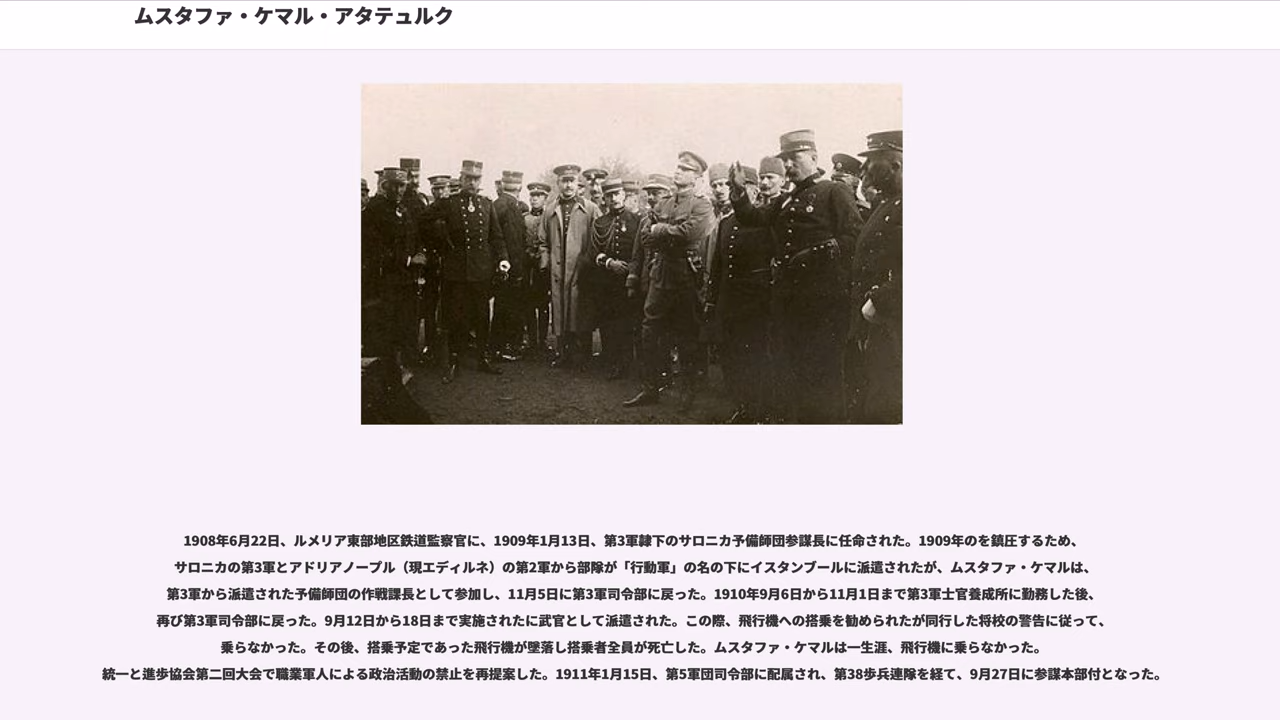 ムスタファ・ケマル・アタテュルク
1908年6月22日、ルメリア東部地区鉄道監察官に、1909年1月13日、第3軍隷下のサロニカ予備師団参謀長に任命された。1909年のを鎮圧するため、
サロニカの第3軍とアドリアノープル（現エディルネ）の第2軍から部隊が「行動軍」の名の下にイスタンブールに派遣されたが、ムスタファ・ケマルは、
第3軍から派遣された予備師団の作戦課長として参加し、11月5日に第3軍司令部に戻った。1910年9月6日から11月1日まで第3軍士官養成所に勤務した後、
再び第3軍司令部に戻った。9月12日から18日まで実施されたに武官として派遣された。この際、飛行機への搭乗を勧められたが同行した将校の警告に従って、
乗らなかった。その後、搭乗予定であった飛行機が墜落し搭乗者全員が死亡した。ムスタファ・ケマルは一生涯、飛行機に乗らなかった。
統一と進歩協会第二回大会で職業軍人による政治活動の禁止を再提案した。1911年1月15日、第5軍団司令部に配属され、第38歩兵連隊を経て、9月27日に参謀本部付となった。